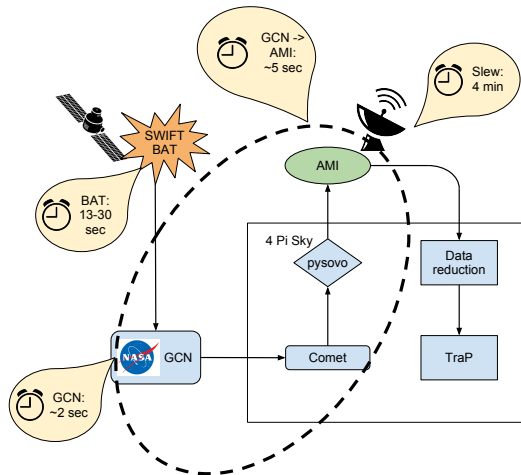 GCN ->
AMI:
~5 sec
Slew:
4 min
SWIFT
BAT
BAT:
13-30
sec
AMI
4 Pi Sky
pysovo
Data
reduction
NASA
GCN
Comet
TraP
GCN:
~2 sec